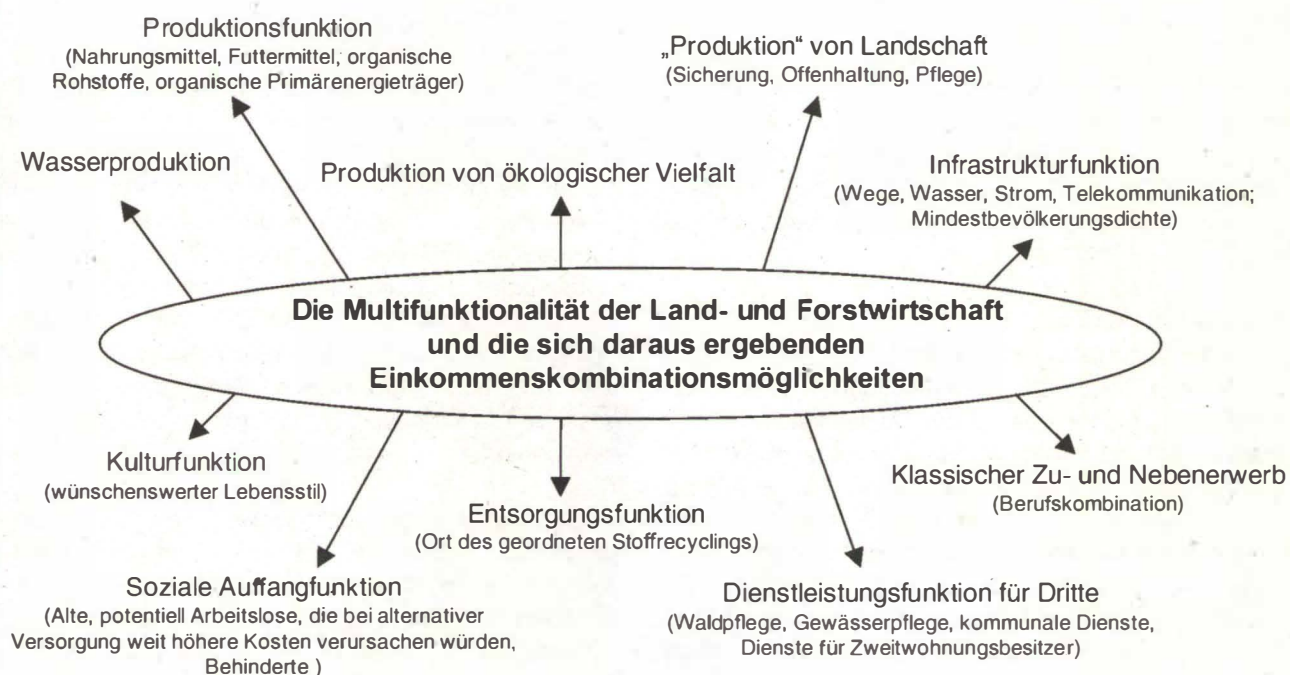 Produktionsfunktion
(Nahrungsmittel, Futtermittel, organische
Rohstoffe, organische Primärenergieträger)
„Produktion“ von Landschaft
(Sicherung, Offenhaltung, Pflege)
Wasserproduktion
Produktion von ökologischer Vielfalt
Infrastrukturfunktion
(Wege, Wasser, Strom, Telekommunikation;
Mindestbevölkerungsdichte)
Die Multifunktionalität der Land- und Forstwirtschaft
und die sich daraus ergebenden
Einkommenskombinationsmöglichkeiten
Kulturfunktion
(wünschenswerter Lebensstil)
Entsorgungsfunktion
(Ort des geordneten Stoffrecyclings)
Klassischer Zu- und Nebenerwerb
(Berufskombination)
Soziale Auffangfunktion
(Alte, potentiell Arbeitslose, die bei alternativer
Versorgung weit höhere Kosten verursachen würden,
Behinderte )
Dienstleistungsfunktion für Dritte
(Waldpflege, Gewässerpflege, kommunale Dienste,
Dienste für Zweitwohnungsbesitzer)